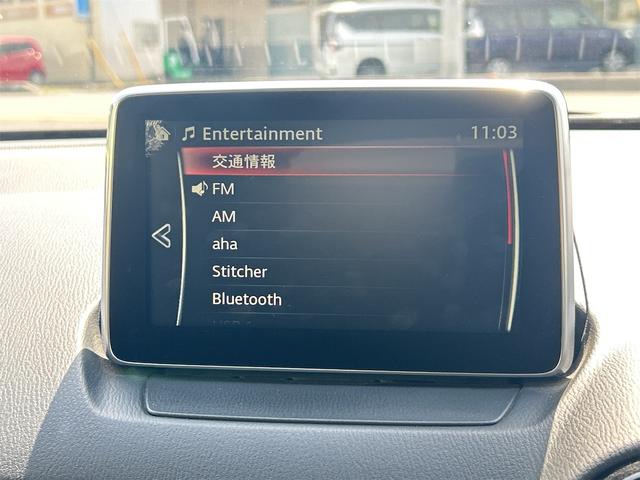 Entertainment 11:03
交通情報
FM
AM
aha
Stitcher
Bluetooth